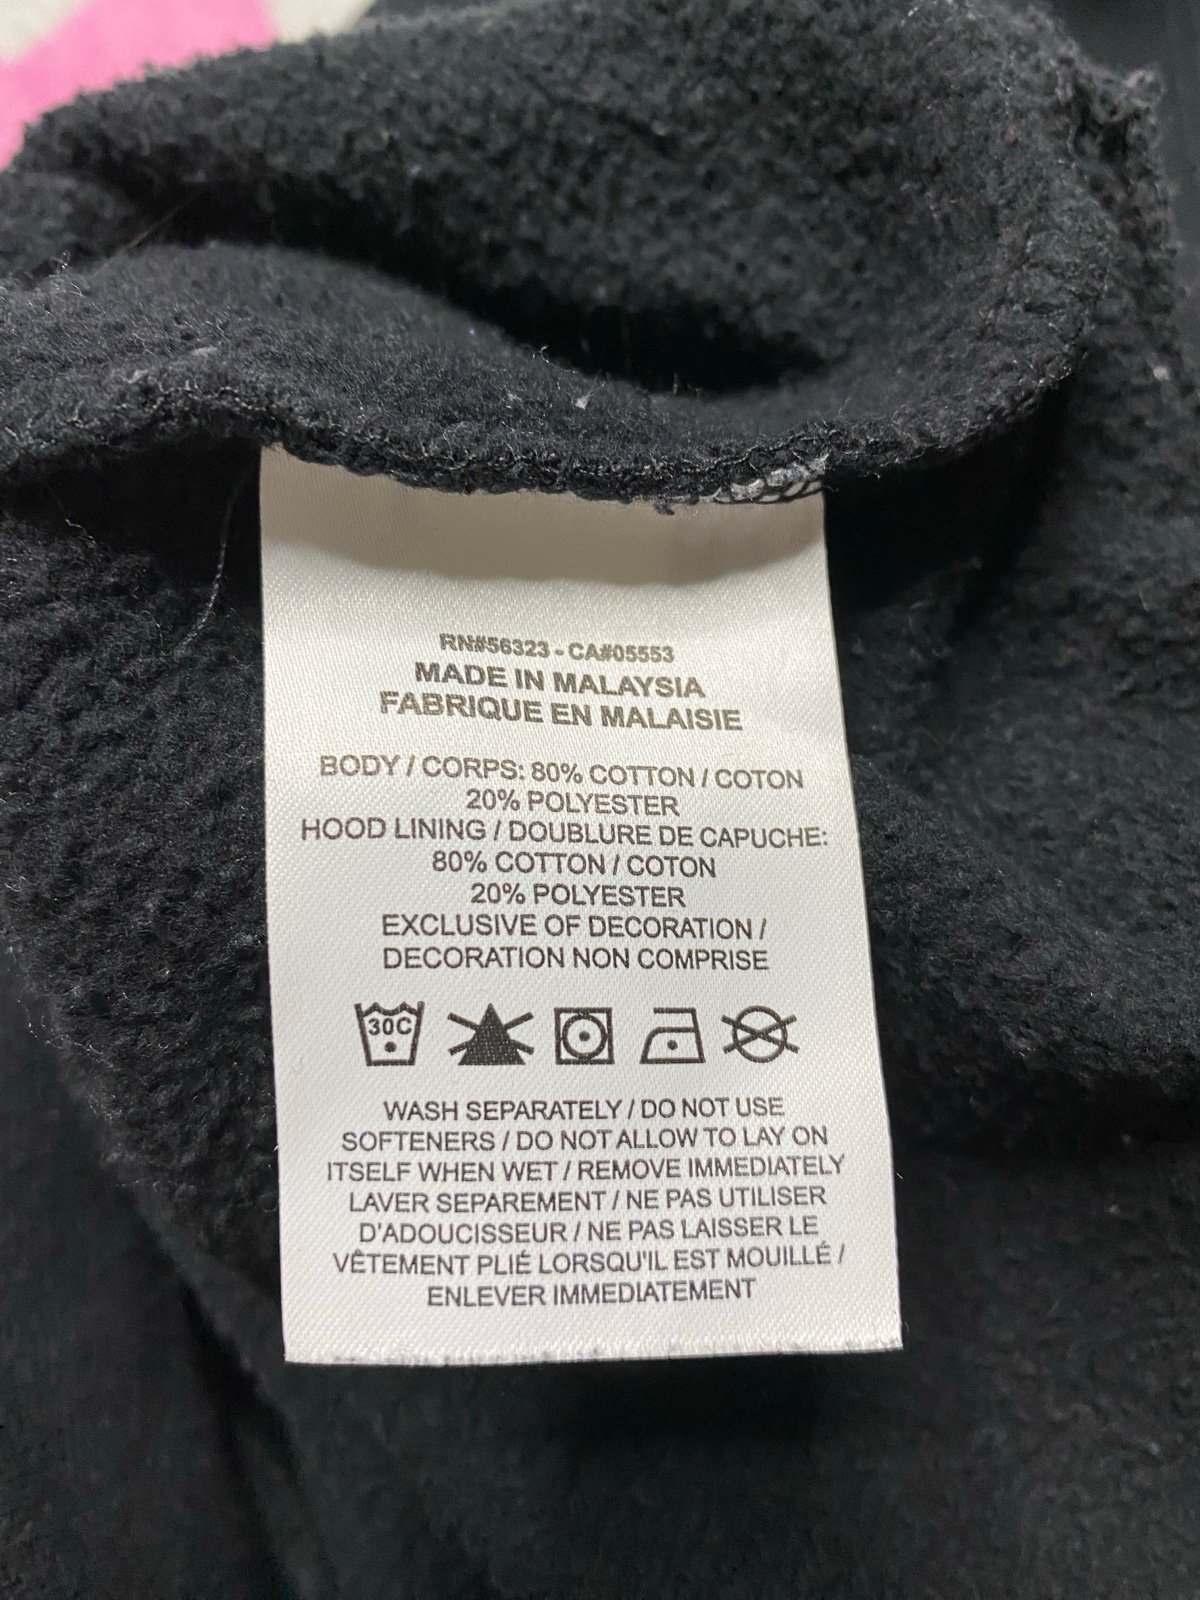 RN#56323 - CA#05553
MADE IN MALAYSIA
FABRIQUE EN MALAISIE
BODY / CORPS: 80% COTTON / COTON
20% POLYESTER
HOOD LINING / DOUBLURE DE CAPUCHE:
80% COTTON / COTON
20% POLYESTER
EXCLUSIVE OF DECORATION /
DECORATION NON COMPRISE
30C
WASH SEPARATELY / DO NOT USE
SOFTENERS / DO NOT ALLOW TO LAY ON
ITSELF WHEN WET / REMOVE IMMEDIATELY
LAVER SEPAREMENT / NE PAS UTILISER
D'ADOUCISSEUR / NE PAS LAISSER LE
VÊTEMENT PLIÉ LORSQU'IL EST MOUILLÉ /
ENLEVER IMMEDIATEMENT